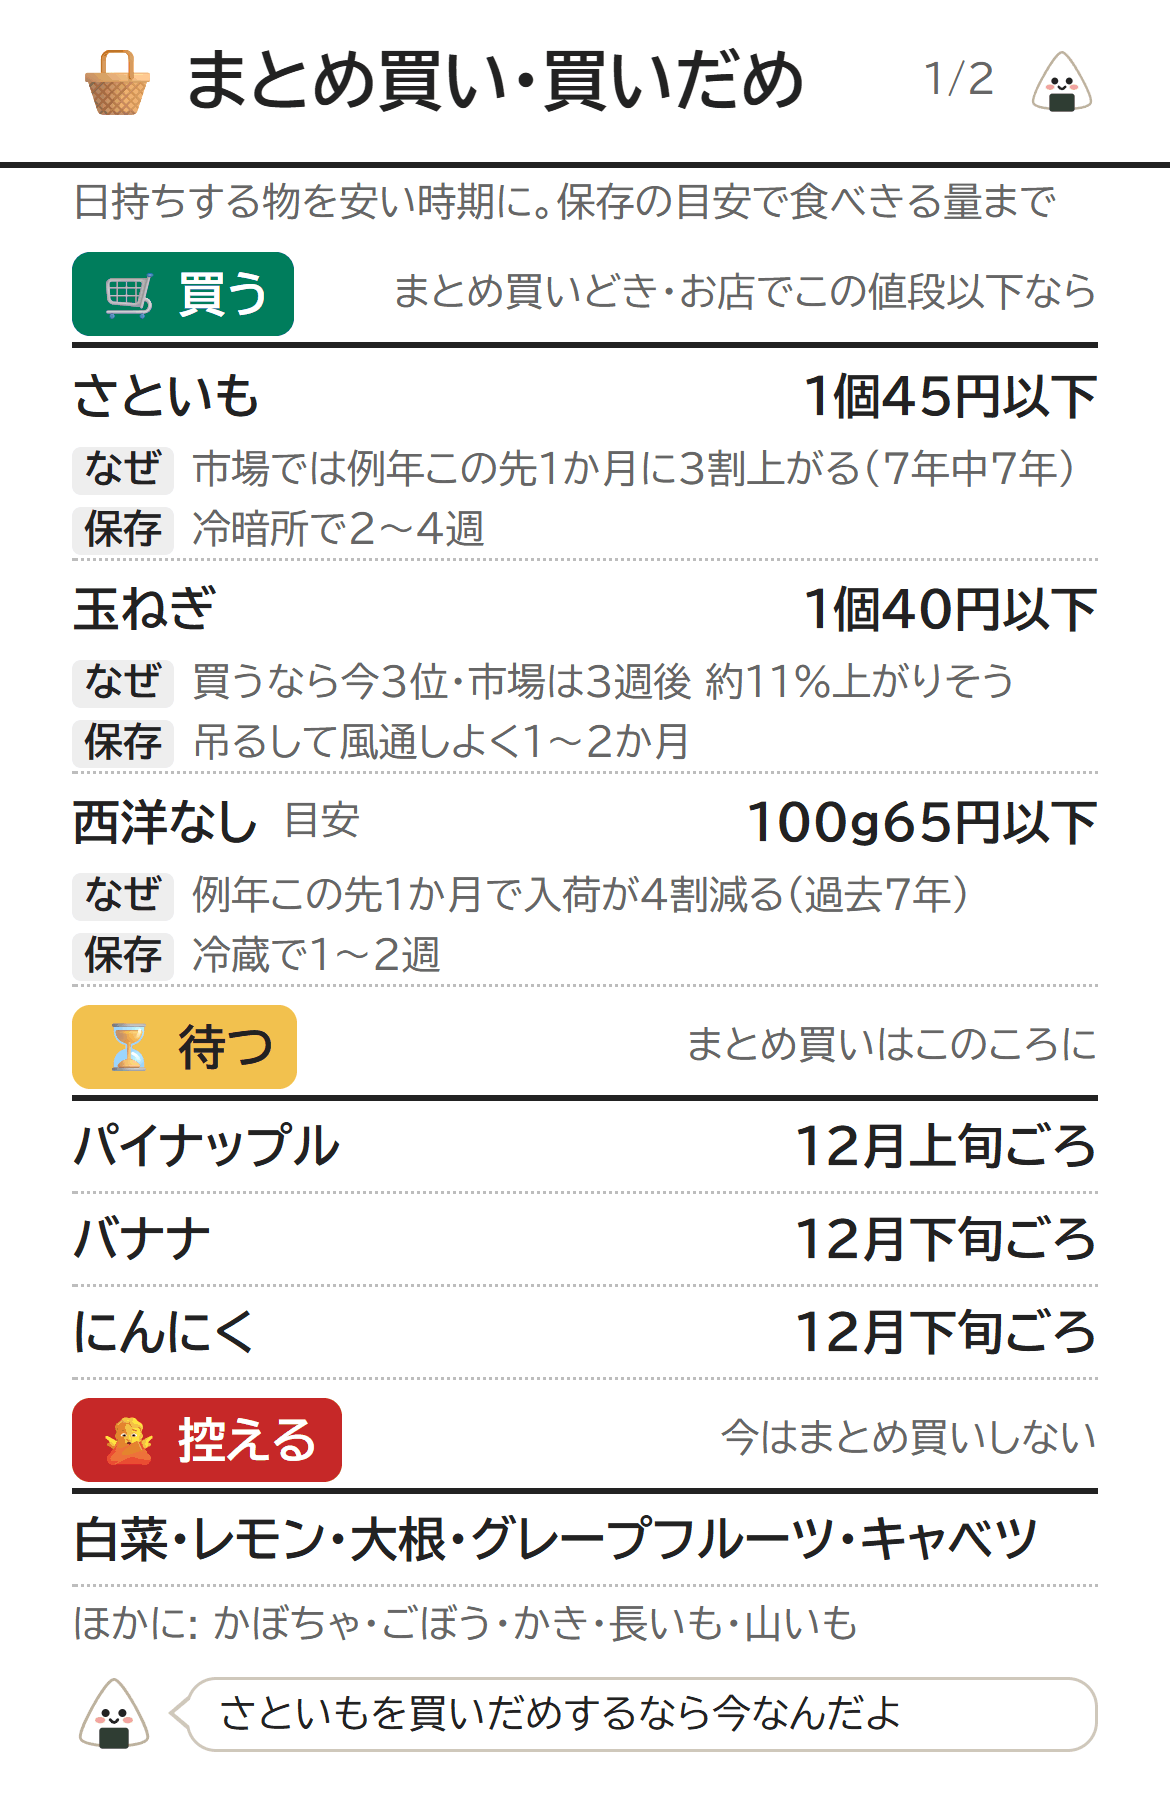 まとめ買い・買いだめ 1/2
日持ちする物を安い時期に。保存の目安で食べきる量まで
買う まとめ買いどき・お店でこの値段以下なら
さといも 1個45円以下
なぜ 市場では例年この先1か月に3割上がる(7年中7年)
保存 冷暗所で2〜4週
玉ねぎ 1個40円以下
なぜ 買うなら今3位・市場は3週後 約11%上がりそう
保存 吊るして風通しよく1〜2か月
西洋なし 目安 100g65円以下
なぜ 例年この先1か月で入荷が4割減る(過去7年)
保存 冷蔵で1〜2週
待つ まとめ買いはこのころに
パイナップル 12月上旬ごろ
バナナ 12月下旬ごろ
にんにく 12月下旬ごろ
控える 今はまとめ買いしない
白菜・レモン・大根・グレープフルーツ・キャベツ
ほかに: かぼちゃ・ごぼう・かき・長いも・山いも
さといもを買いだめするなら今なんだよ